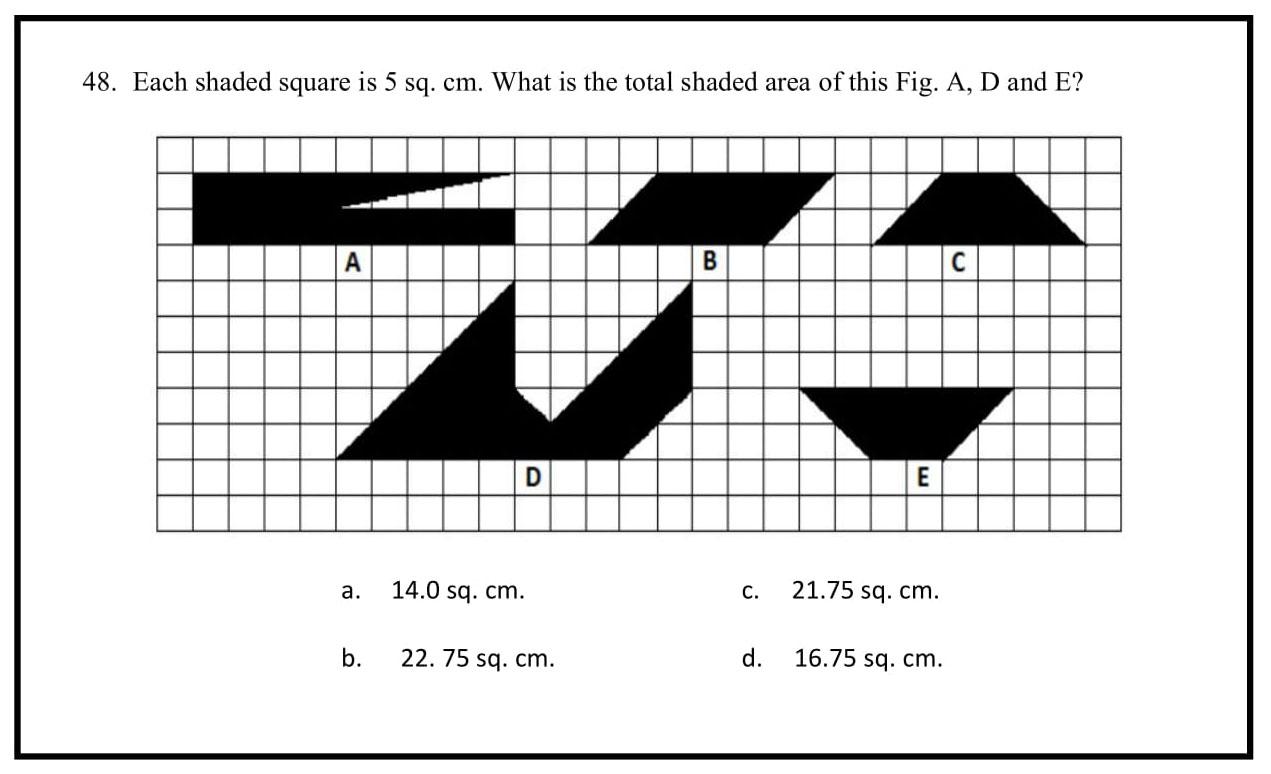 48. Each shaded square is 5 sq. cm. What is the total shaded area of this Fig. A, D and E?
A
B
C
D
E
a. 14.0 sq. cm.
c. 21.75 sq. cm.
b. 22. 75 sq. cm.
d. 16.75 sq. cm.